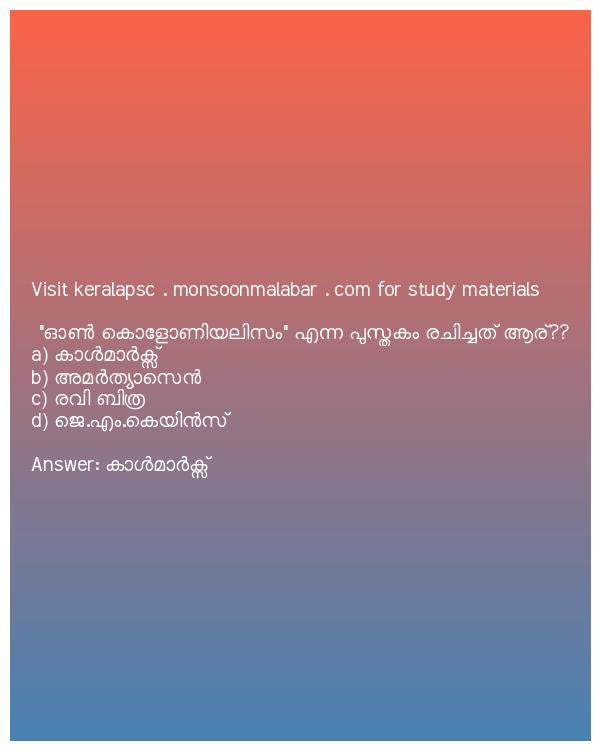 Visit keralapsc . monsoonmalabar . com for study materials
"ഓൺ കൊളോണിയലിസം" എന്ന പുസ്തകം രചിച്ചത് ആര്??
a) കാൾമാർക്സ്
b) അമർത്യാസെൻ
c) രവി ബിത്ര
d) ജെ.എം.കെയിൻസ്
Answer: കാൾമാർക്സ്